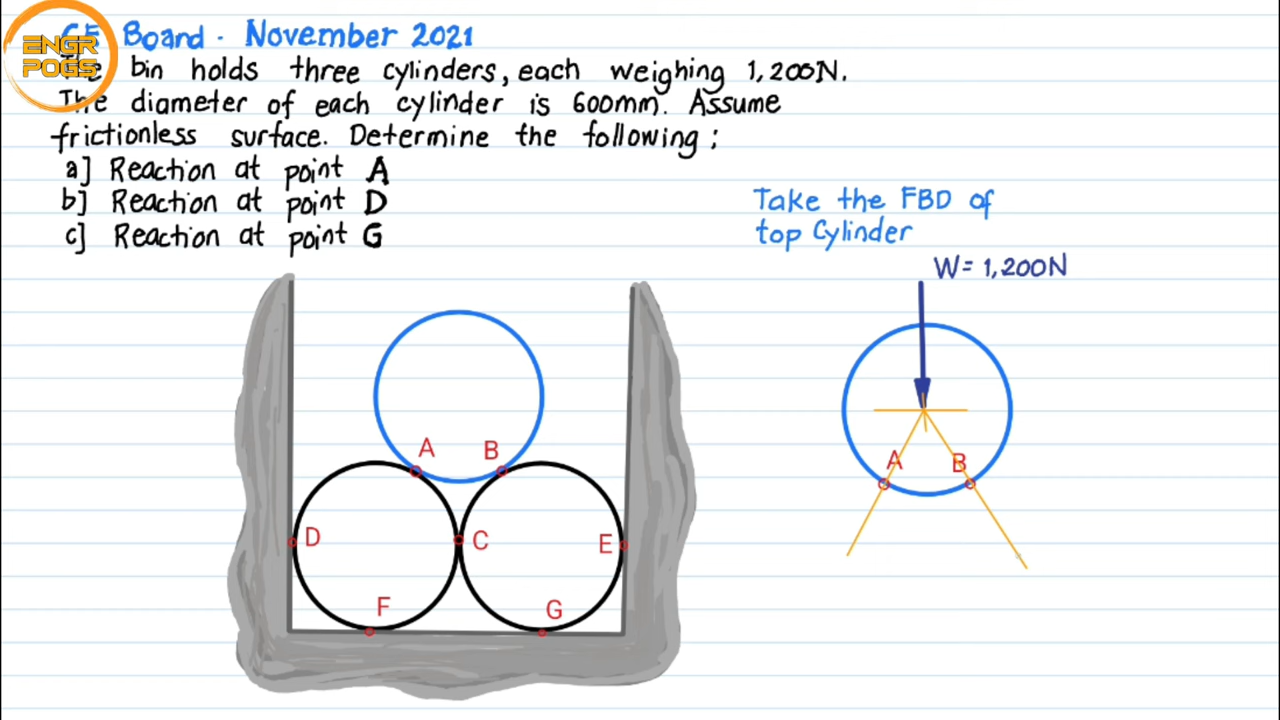 ENGR
POGS
CE Board - November 2021
The bin holds three cylinders, each weighing 1,200N.
The diameter of each cylinder is 600mm. Assume
frictionless surface. Determine the following:
a] Reaction at point A
b] Reaction at point D
c] Reaction at point G
Take the FBD of
top Cylinder
W= 1,200N
A B
D C E
F G
A B